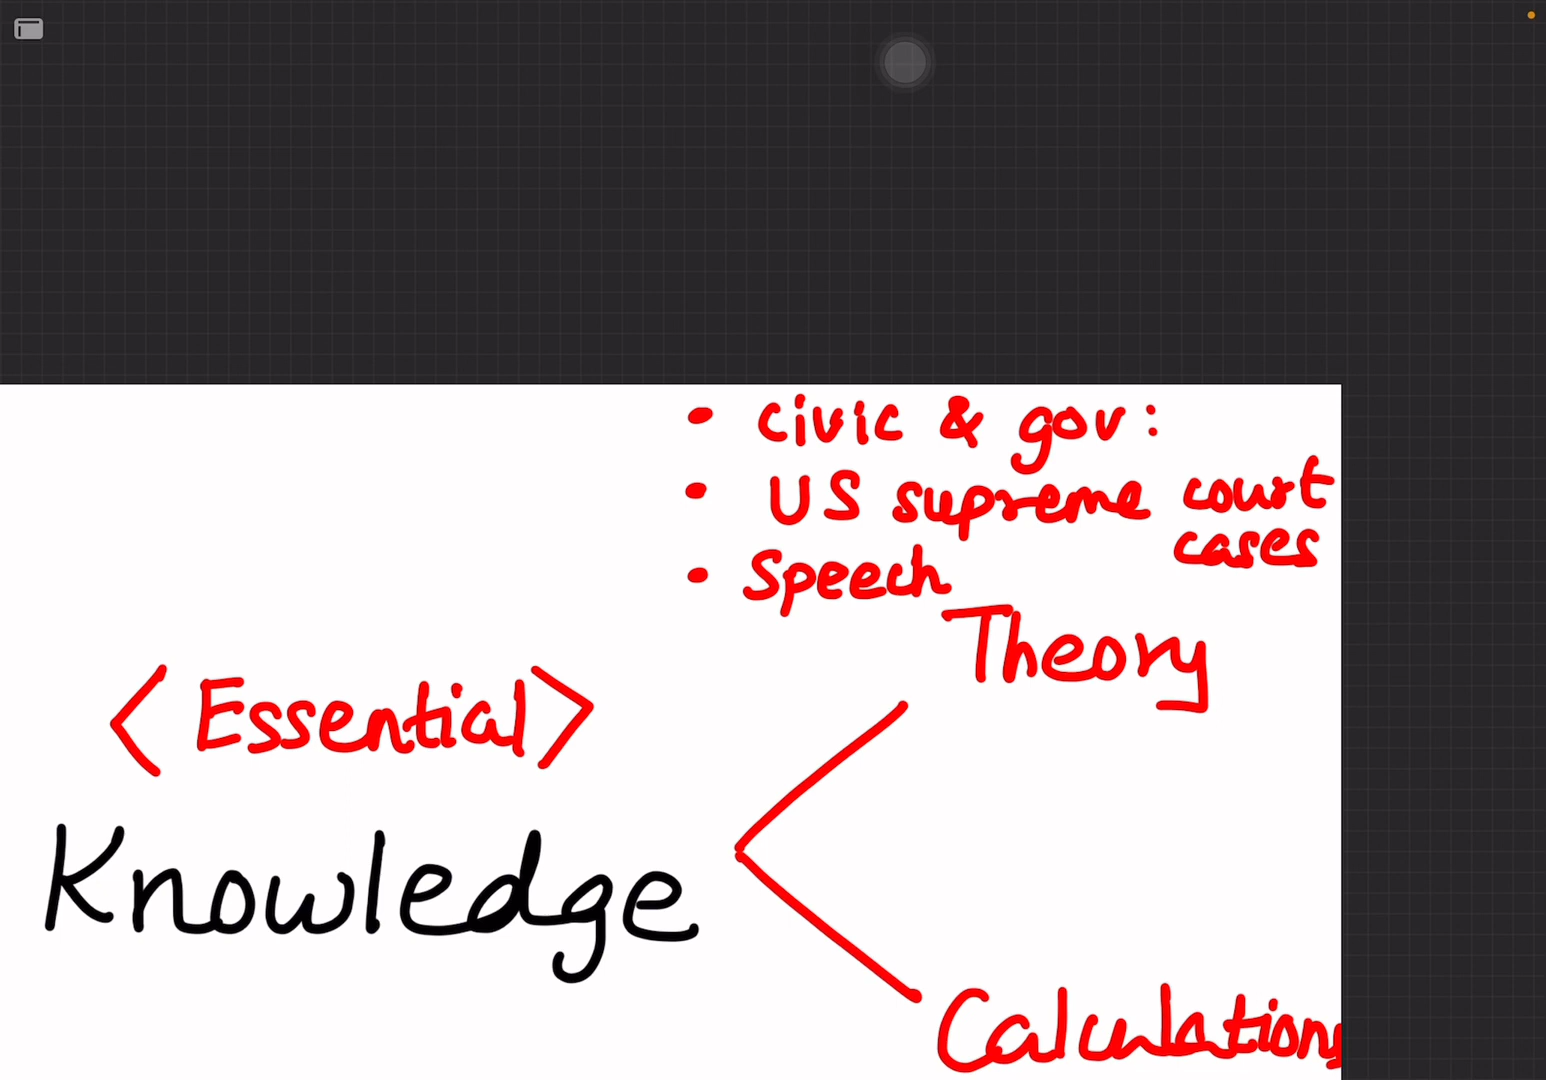 • civic & gov:
• US supreme court
cases
• Speech
Theory
<Essential>
Knowledge
Calculations